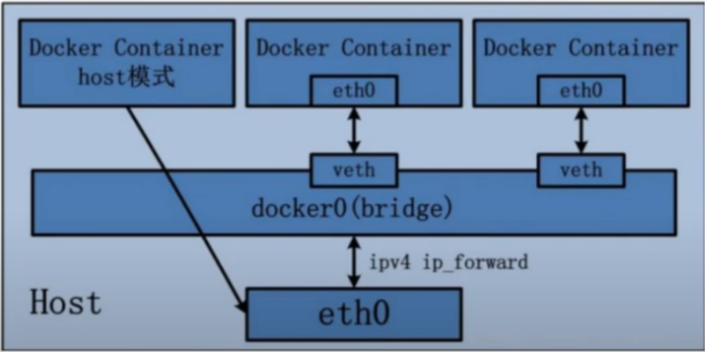 Docker Container
host模式
Docker Container
eth0
Docker Container
eth0
veth
veth
docker0(bridge)
ipv4 ip_forward
Host
eth0